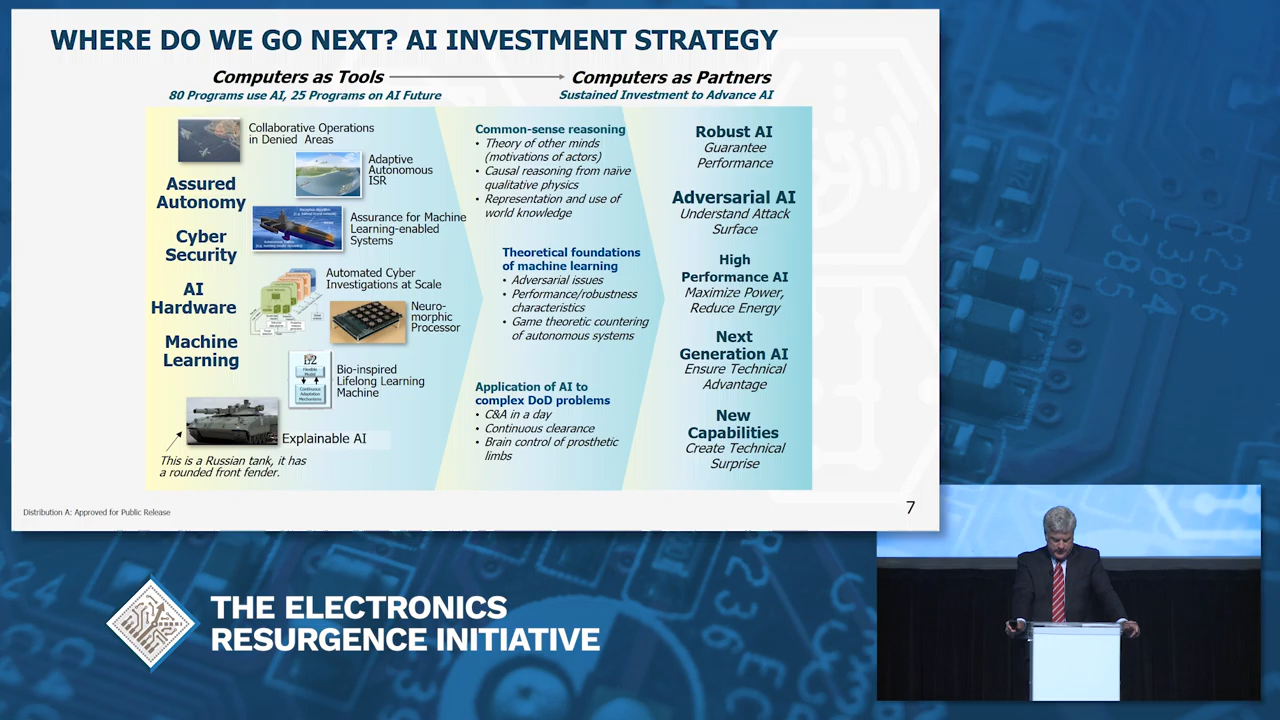 WHERE DO WE GO NEXT? AI INVESTMENT STRATEGY
Computers as Tools
Computers as Partners
80 Programs use AI, 25 Programs on AI Future
Sustained Investment to Advance AI
Collaborative Operations
in Denied Areas
Adaptive
Autonomous
ISR
Assured
Autonomy
Assurance for Machine
Learning-enabled
Systems
Cyber
Security
Automated Cyber
Investigations at Scale
AI
Hardware
Neuro-
morphic
Processor
Machine
Learning
L2
Bio-inspired
Lifelong Learning
Machine
Explainable AI
This is a Russian tank, it has
a rounded front fender.
Common-sense reasoning
• Theory of other minds
(motivations of actors)
• Causal reasoning from naïve
qualitative physics
• Representation and use of
world knowledge
Theoretical foundations
of machine learning
• Adversarial issues
• Performance/robustness
characteristics
• Game theoretic countering
of autonomous systems
Application of AI to
complex DoD problems
• C&A in a day
• Continuous clearance
• Brain control of prosthetic
limbs
Robust AI
Guarantee
Performance
Adversarial AI
Understand Attack
Surface
High
Performance AI
Maximize Power,
Reduce Energy
Next
Generation AI
Ensure Technical
Advantage
New
Capabilities
Create Technical
Surprise
Distribution A: Approved for Public Release
7
THE ELECTRONICS
RESURGENCE INITIATIVE